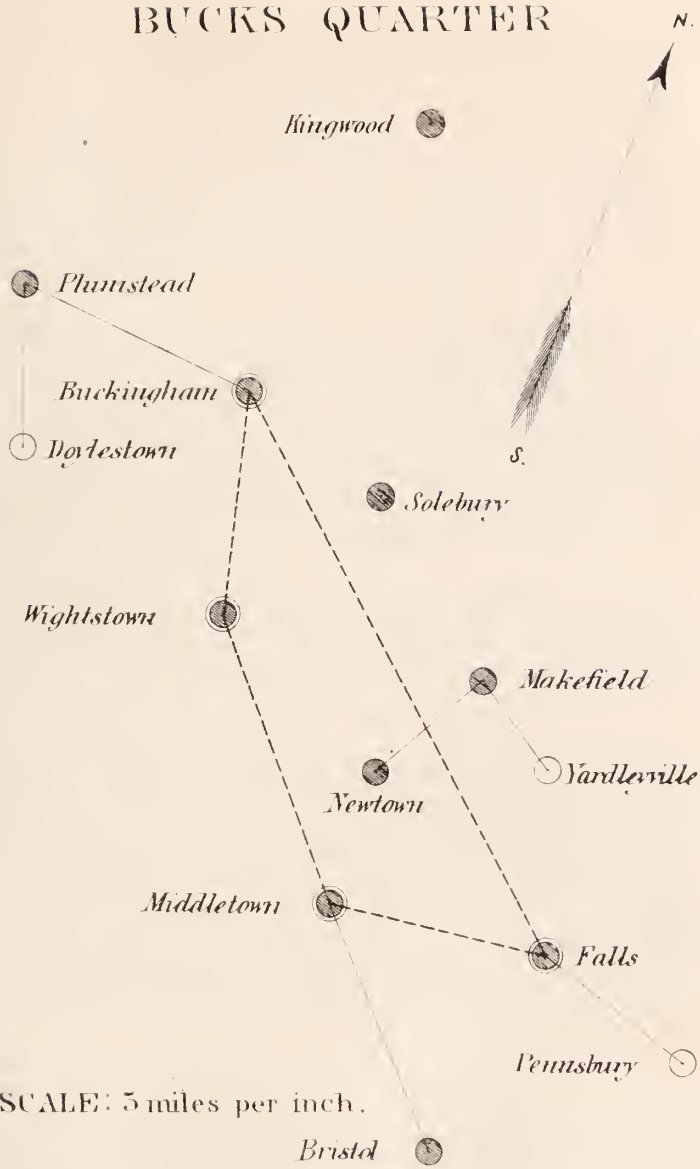 BUCKS QUARTER
N.
Kingwood
Plumstead
Buckingham
Doylestown
S.
Solebury
Wightstown
Makefield
Yardleyville
Newtown
Middletown
Falls
Pennsbury
SCALE: 5 miles per inch.
Bristol